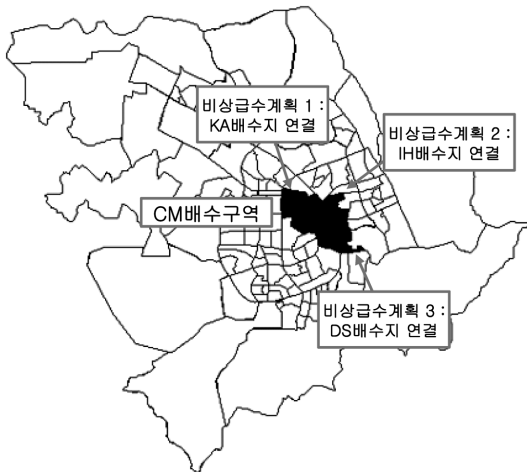 비상급수계획 1 :
KA배수지 연결
비상급수계획 2 :
IH배수지 연결
CM배수구역
비상급수계획 3 :
DS배수지 연결